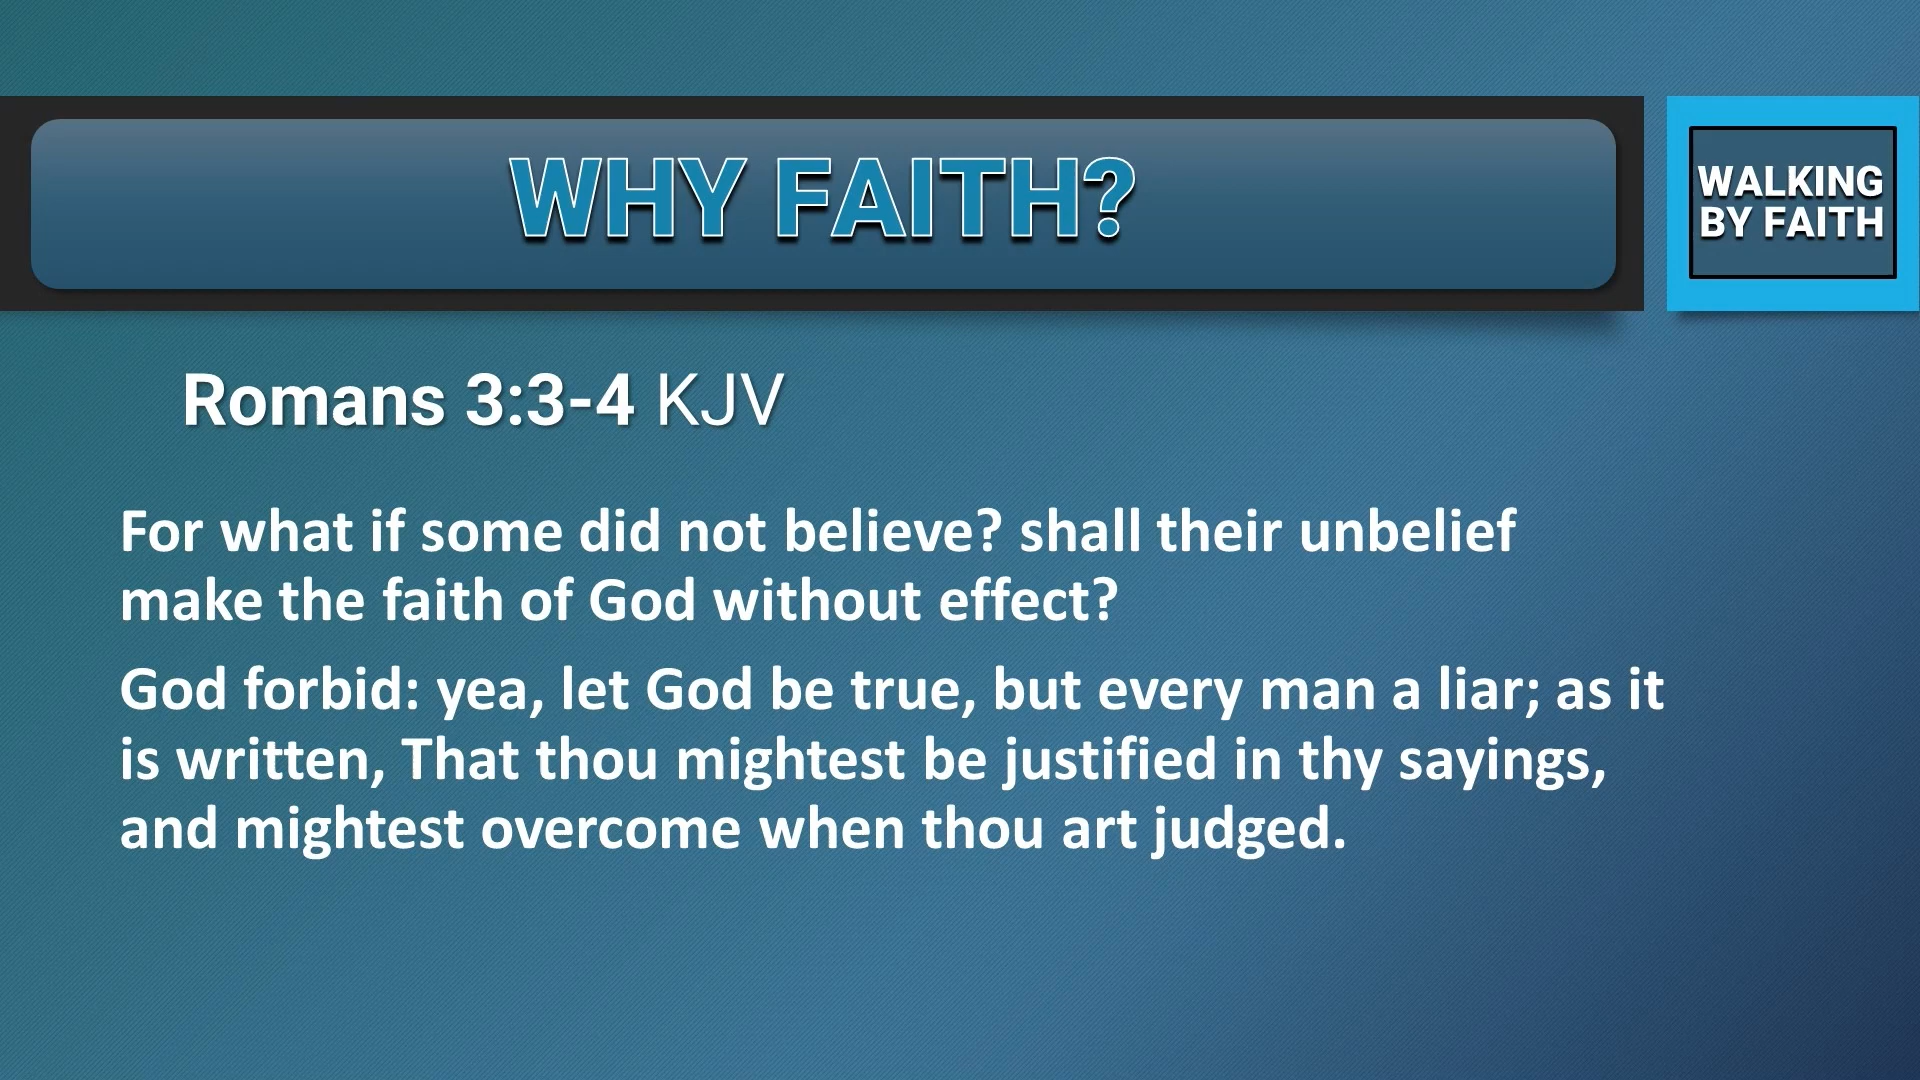 WHY FAITH?
WALKING
BY FAITH
Romans 3:3-4 KJV
For what if some did not believe? shall their unbelief
make the faith of God without effect?
God forbid: yea, let God be true, but every man a liar; as it
is written, That thou mightest be justified in thy sayings,
and mightest overcome when thou art judged.